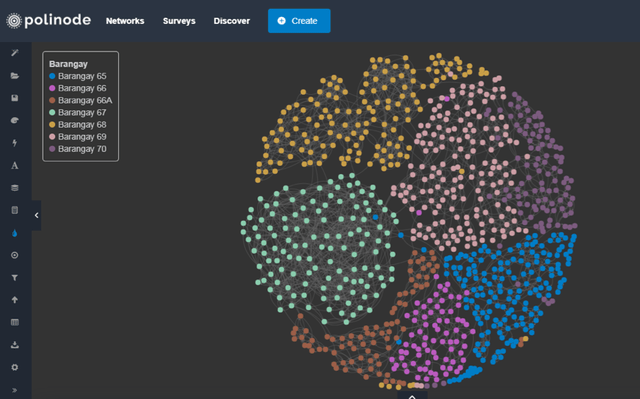 polinode
Networks
Surveys
Discover
Create
Barangay
Barangay 65
Barangay 66
Barangay 66A
Barangay 67
Barangay 68
Barangay 69
Barangay 70